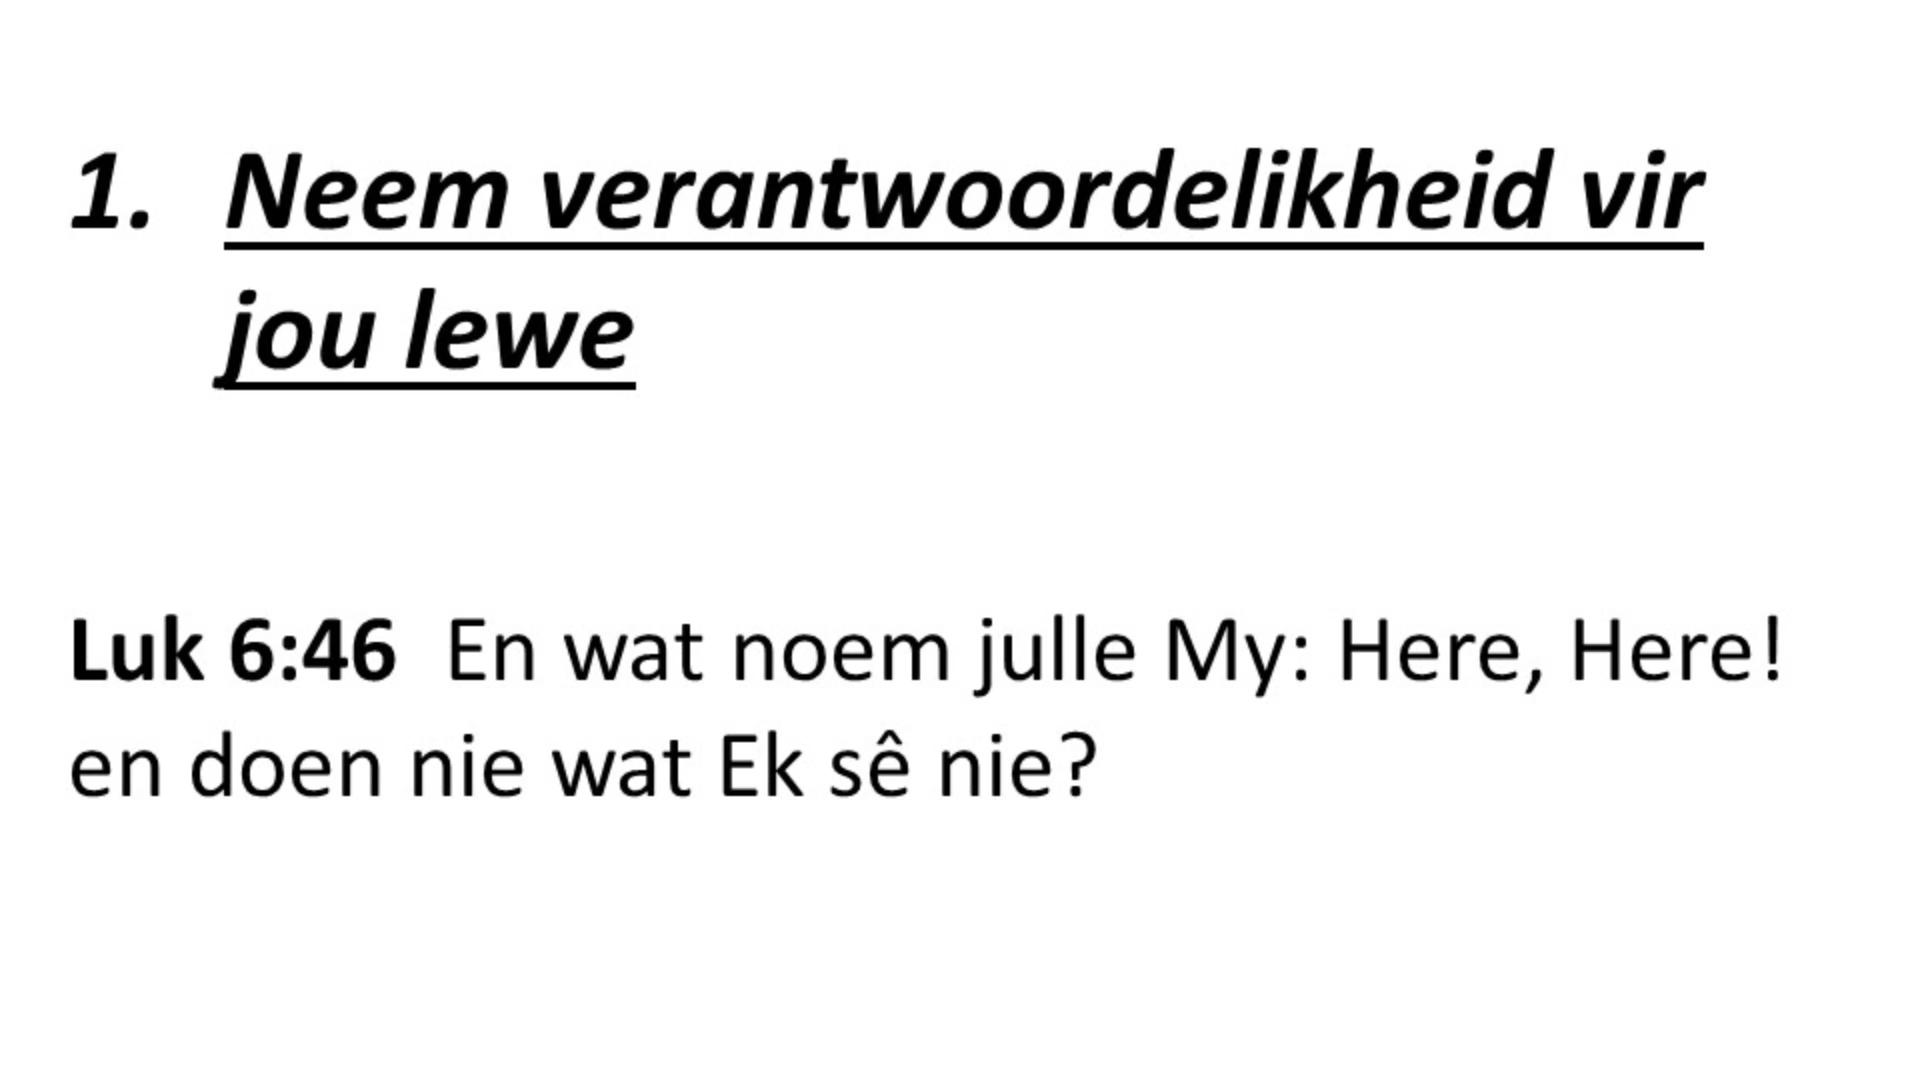 1. Neem verantwoordelikheid vir
jou lewe
Luk 6:46 En wat noem julle My: Here, Here!
en doen nie wat Ek sê nie?